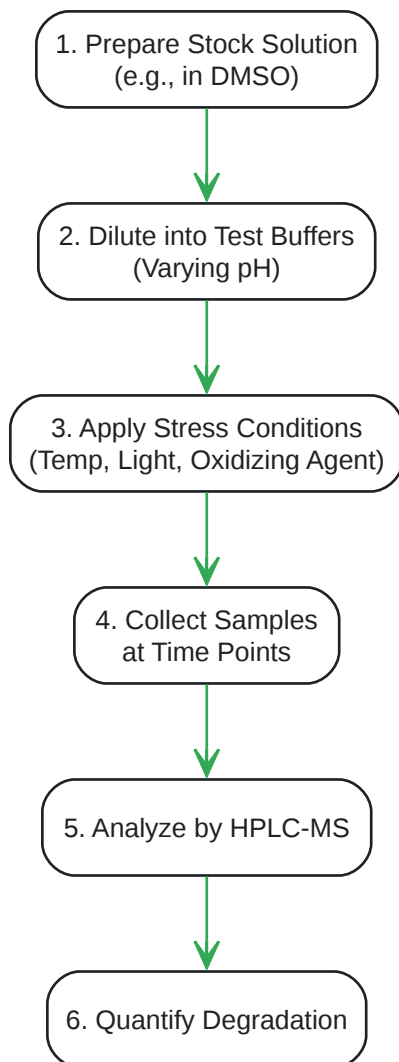 1. Prepare Stock Solution
(e.g., in DMSO)
2. Dilute into Test Buffers
(Varying pH)
3. Apply Stress Conditions
(Temp, Light, Oxidizing Agent)
4. Collect Samples
at Time Points
5. Analyze by HPLC-MS
6. Quantify Degradation